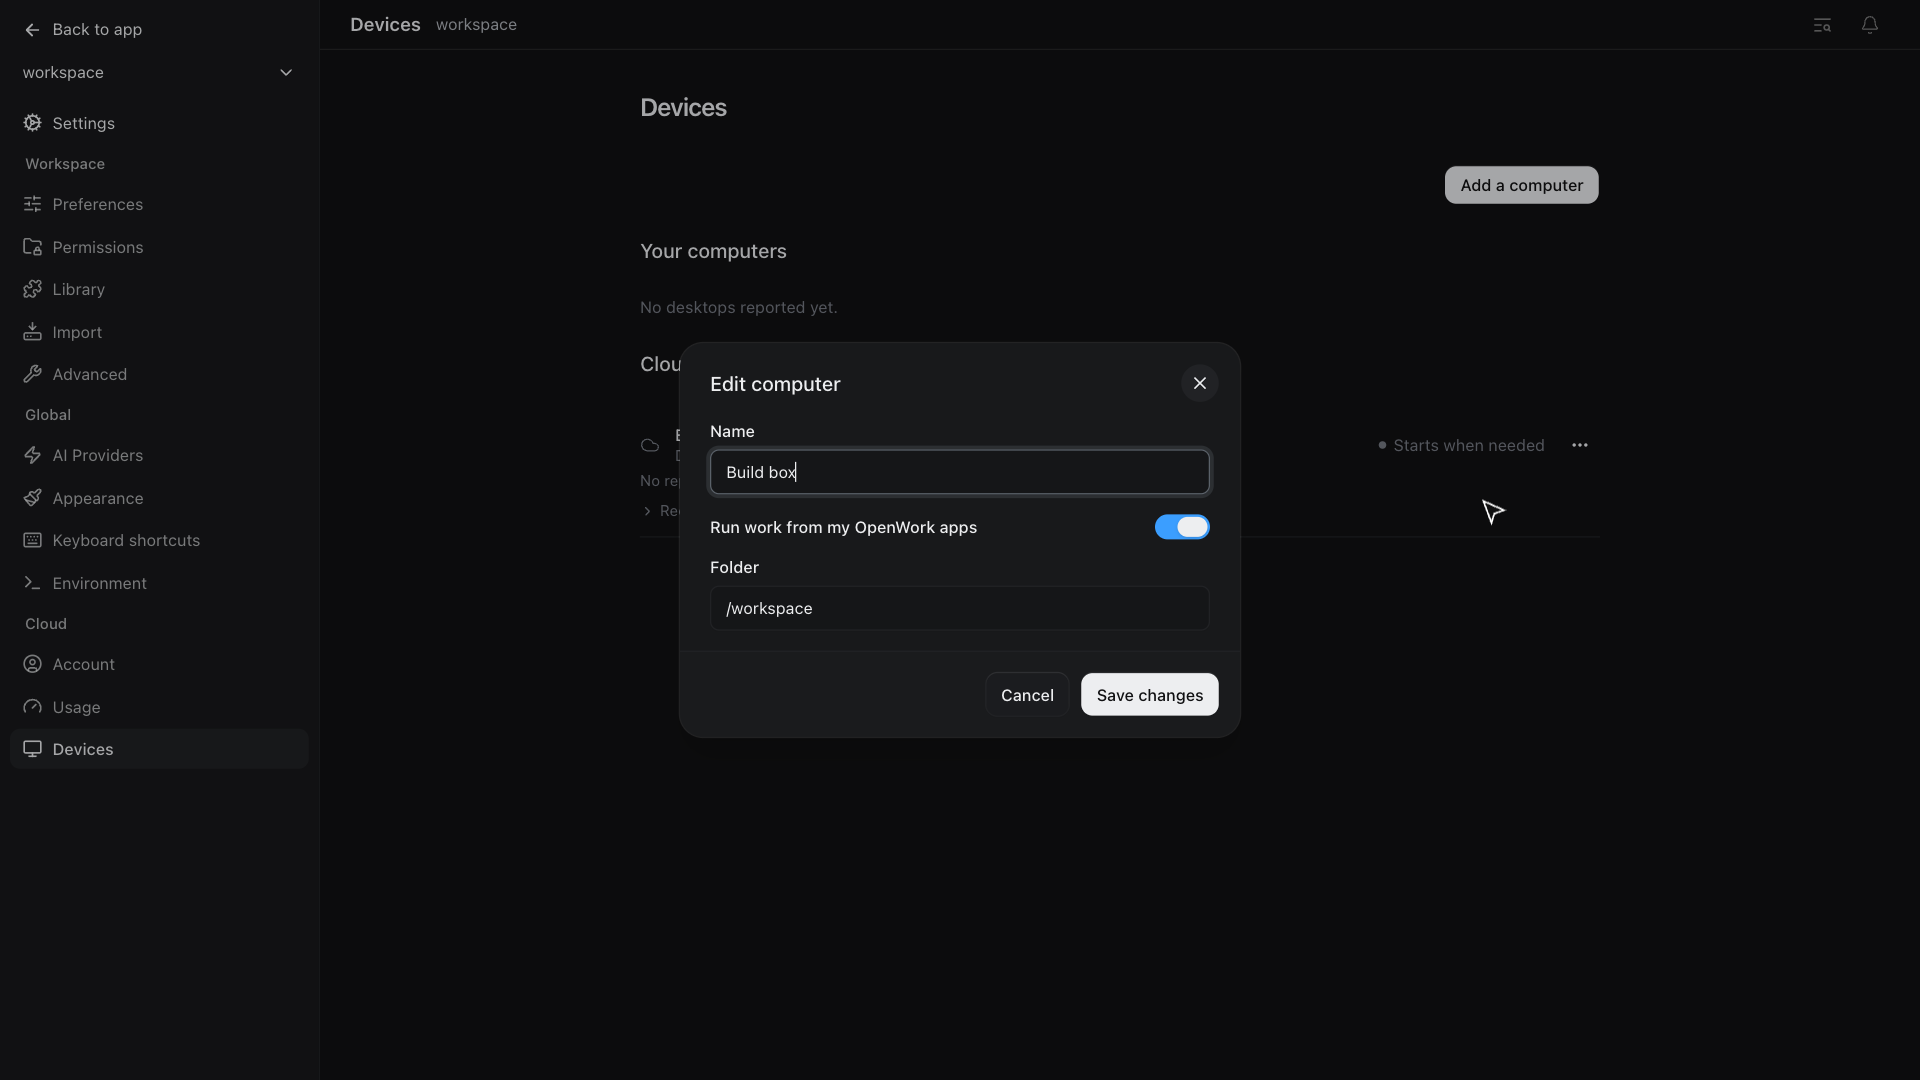 Back to app
workspace
Settings
Workspace
Preferences
Permissions
Library
Import
Advanced
Global
AI Providers
Appearance
Keyboard shortcuts
Environment
Cloud
Account
Usage
Devices
Devices workspace
Devices
Add a computer
Your computers
No desktops reported yet.
Starts when needed
Edit computer
Name
Build box
Run work from my OpenWork apps
Folder
/workspace
Cancel
Save changes